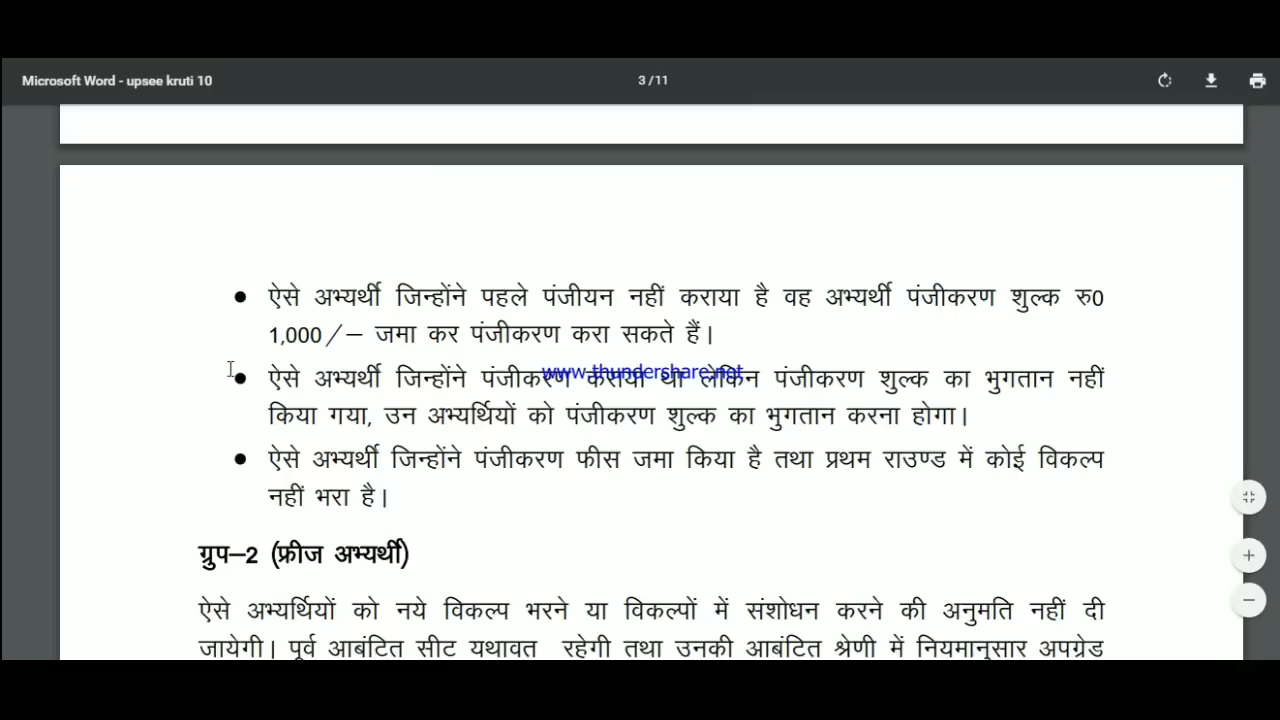 Microsoft Word - upsee kruti 10
3 / 11
● ऐसे अभ्यर्थी जिन्होंने पहले पंजीयन नहीं कराया है वह अभ्यर्थी पंजीकरण शुल्क रु0
1,000/– जमा कर पंजीकरण करा सकते हैं।
www.thundershare.net
● ऐसे अभ्यर्थी जिन्होंने पंजीकरण कराया था लेकिन पंजीकरण शुल्क का भुगतान नहीं
किया गया, उन अभ्यर्थियों को पंजीकरण शुल्क का भुगतान करना होगा।
● ऐसे अभ्यर्थी जिन्होंने पंजीकरण फीस जमा किया है तथा प्रथम राउण्ड में कोई विकल्प
नहीं भरा है।
ग्रुप–2 (फ्रीज अभ्यर्थी)
ऐसे अभ्यर्थियों को नये विकल्प भरने या विकल्पों में संशोधन करने की अनुमति नहीं दी
जायेगी। पूर्व आबंटित सीट यथावत रहेगी तथा उनकी आबंटित श्रेणी में नियमानुसार अपग्रेड